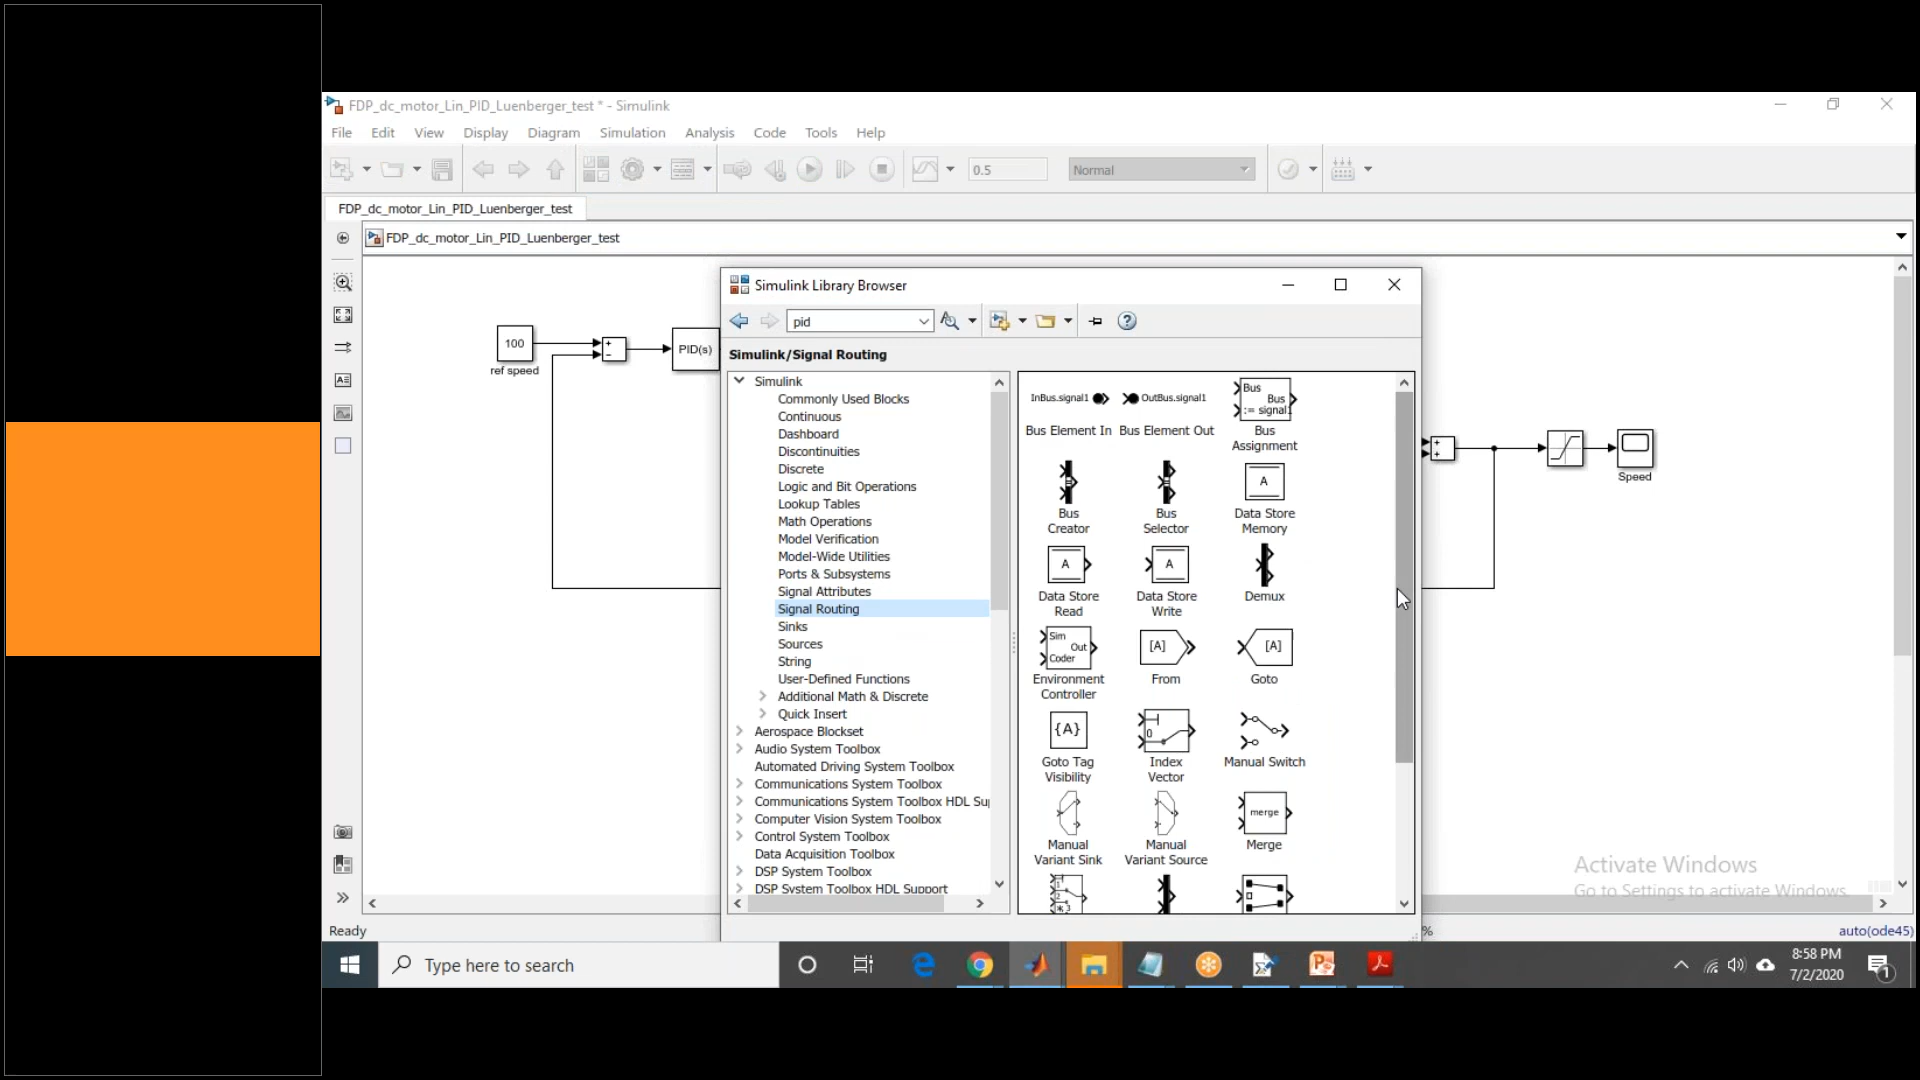 FDP_dc_motor_Lin_PID_Luenberger_test * - Simulink
File Edit View Display Diagram Simulation Analysis Code Tools Help
0.5
Normal
FDP_dc_motor_Lin_PID_Luenberger_test
FDP_dc_motor_Lin_PID_Luenberger_test
100
ref speed
PID(s)
Speed
Simulink Library Browser
pid
Simulink/Signal Routing
Simulink
Commonly Used Blocks
Continuous
Dashboard
Discontinuities
Discrete
Logic and Bit Operations
Lookup Tables
Math Operations
Model Verification
Model-Wide Utilities
Ports & Subsystems
Signal Attributes
Signal Routing
Sinks
Sources
String
User-Defined Functions
Additional Math & Discrete
Quick Insert
Aerospace Blockset
Audio System Toolbox
Automated Driving System Toolbox
Communications System Toolbox
Communications System Toolbox HDL Su
Computer Vision System Toolbox
Control System Toolbox
Data Acquisition Toolbox
DSP System Toolbox
DSP System Toolbox HDL Support
InBus.signal1
OutBus.signal1
Bus
Bus
:= signal1
Bus Element In
Bus Element Out
Bus
Assignment
A
Bus
Creator
Bus
Selector
Data Store
Memory
A
A
Data Store
Read
Data Store
Write
Demux
Sim
Out
Coder
[A]
[A]
Environment
Controller
From
Goto
{A}
0
Goto Tag
Visibility
Index
Vector
Manual Switch
merge
Manual
Variant Sink
Manual
Variant Source
Merge
Activate Windows
Go to Settings to activate Windows.
Ready
%
auto(ode45)
Type here to search
8:58 PM
7/2/2020
1